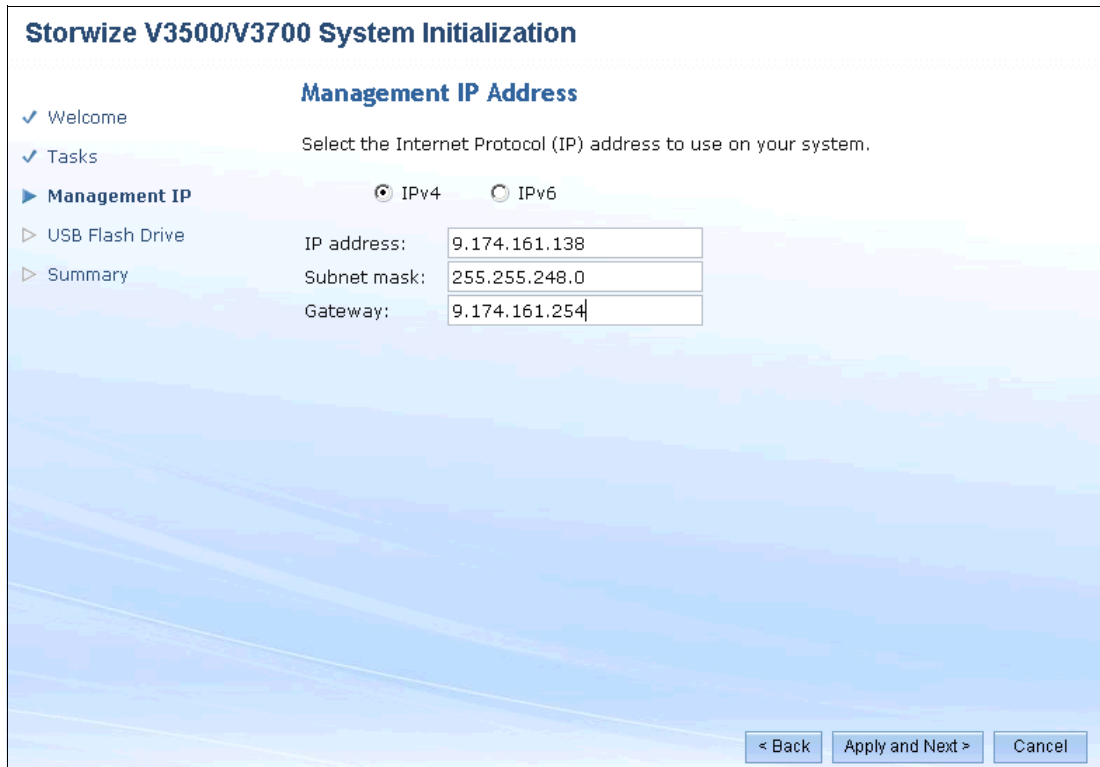 Storwize V3500/V3700 System Initialization
Welcome
Tasks
Management IP
USB Flash Drive
Summary
Management IP Address
Select the Internet Protocol (IP) address to use on your system.
IPv4 IPv6
IP address: 9.174.161.138
Subnet mask: 255.255.248.0
Gateway: 9.174.161.254
< Back Apply and Next > Cancel